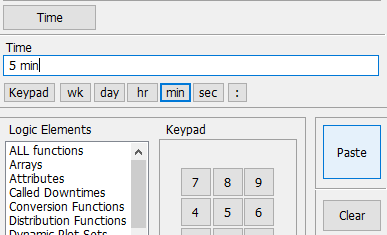 Time
Time
5 min
Keypad wk day hr min sec :
Logic Elements Keypad
ALL functions
Arrays
Attributes
Called Downtimes
Conversion Functions
Distribution Functions
Dynamic Plot Sets
7 8 9
4 5 6
Paste
Clear